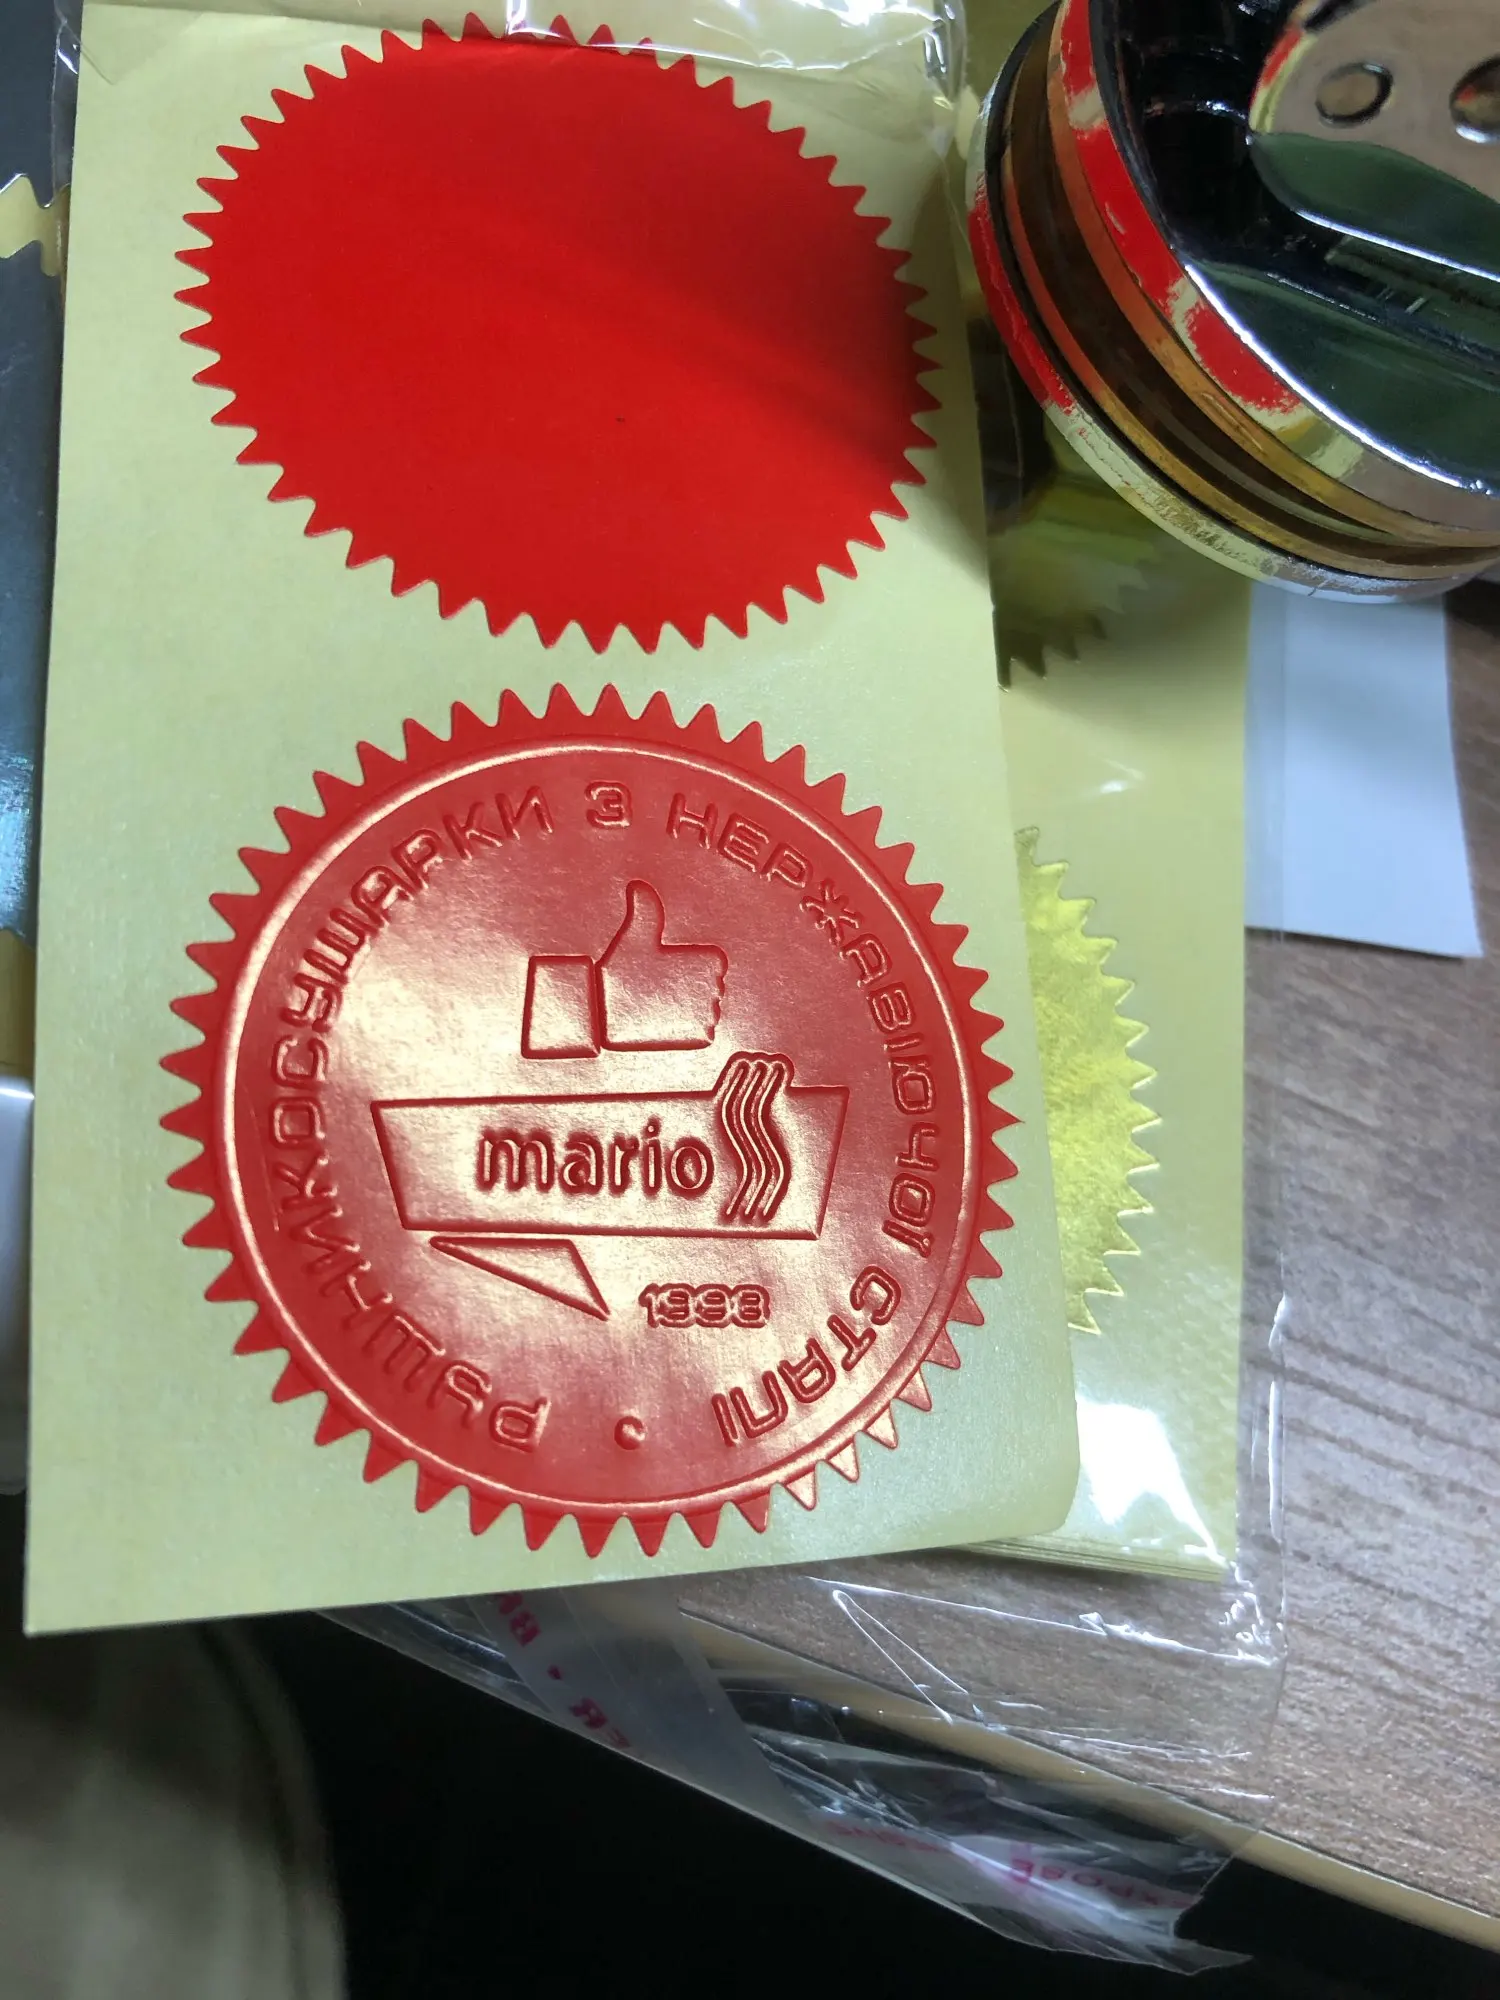 РУШНИКОСУШАРКИ З НЕРЖАВІЮЧОЇ СТАЛІ •
mario
1998